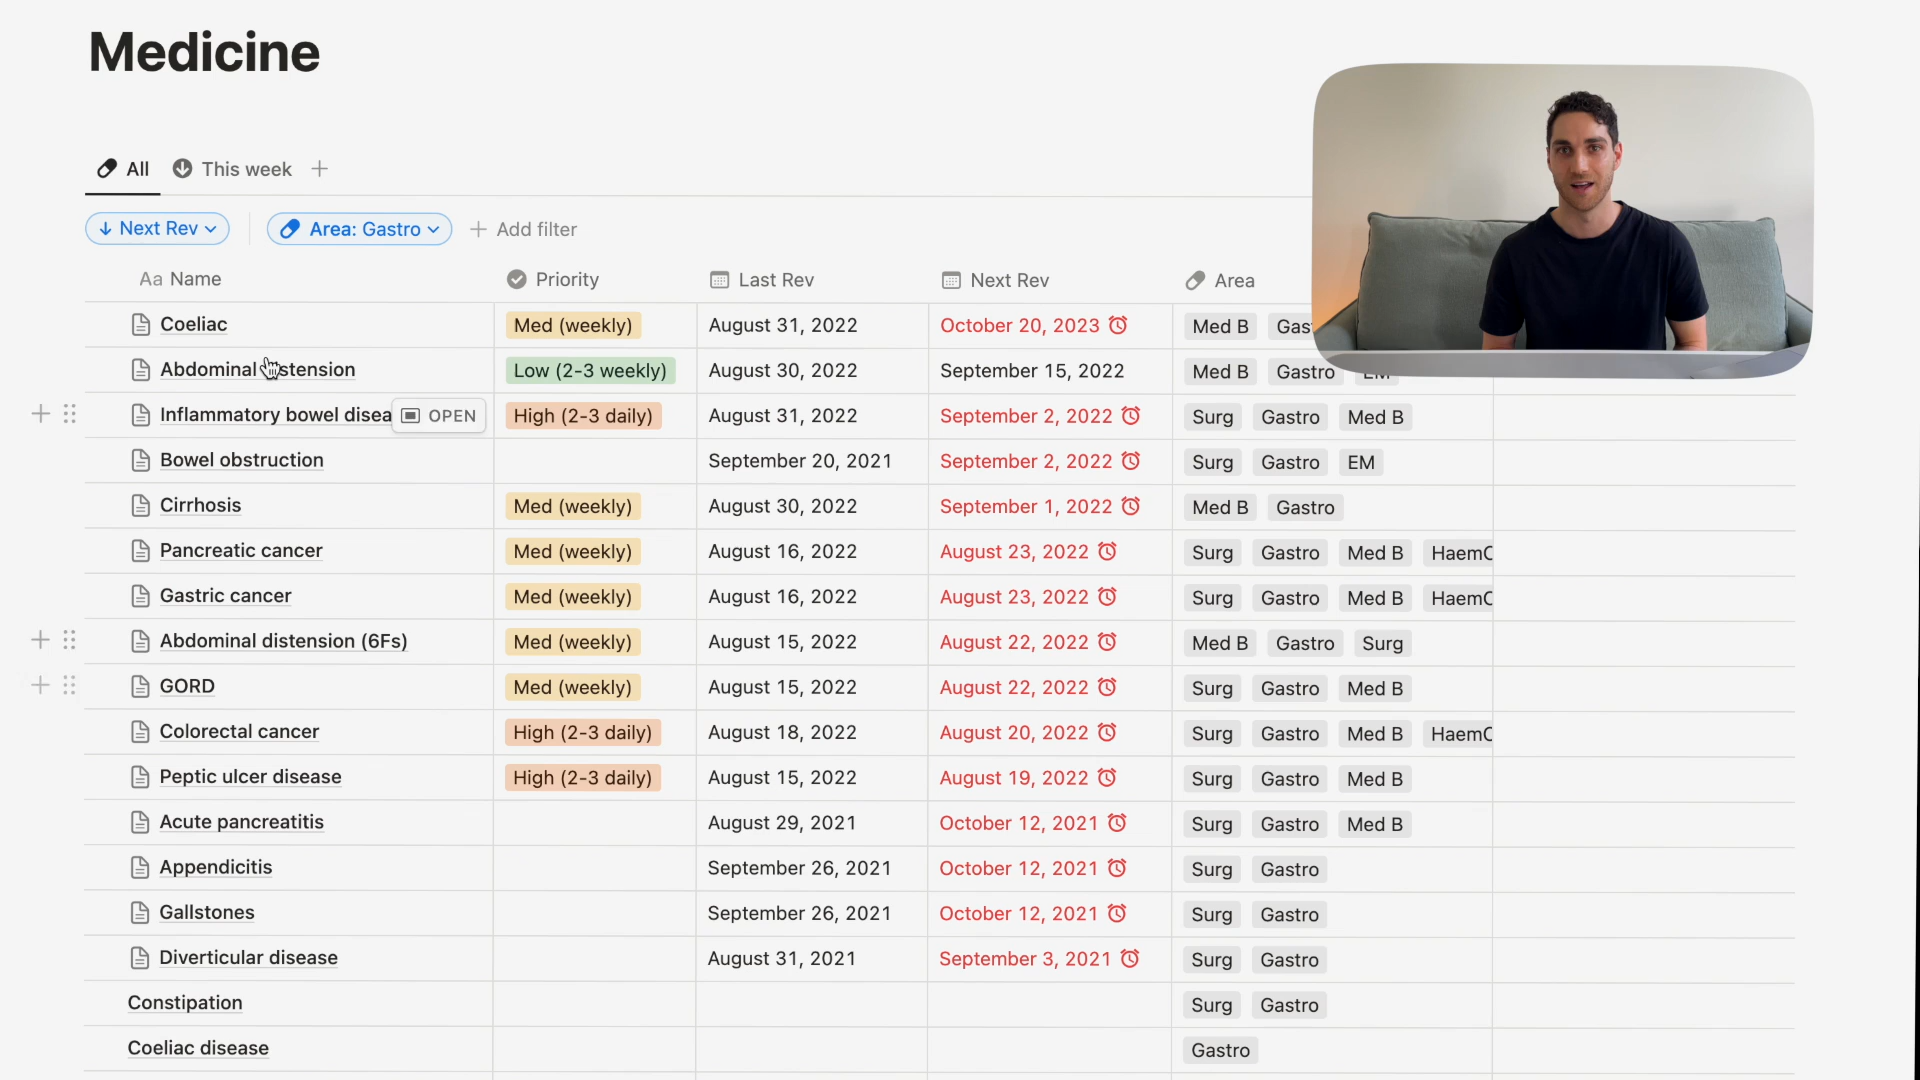 Medicine
All This week
Next Rev Area: Gastro Add filter
Aa Name Priority Last Rev Next Rev Area
Coeliac Med (weekly) August 31, 2022 October 20, 2023 Med B
Abdominal Low (2-3 weekly) August 30, 2022 September 15, 2022 Med B Gastro
Inflammatory bowel disea OPEN High (2-3 daily) August 31, 2022 September 2, 2022 Surg Gastro Med B
Bowel obstruction September 20, 2021 September 2, 2022 Surg Gastro EM
Cirrhosis Med (weekly) August 30, 2022 September 1, 2022 Med B Gastro
Pancreatic cancer Med (weekly) August 16, 2022 August 23, 2022 Surg Gastro Med B Haem
Gastric cancer Med (weekly) August 16, 2022 August 23, 2022 Surg Gastro Med B Haem
Abdominal distension (6Fs) Med (weekly) August 15, 2022 August 22, 2022 Med B Gastro Surg
GORD Med (weekly) August 15, 2022 August 22, 2022 Surg Gastro Med B
Colorectal cancer High (2-3 daily) August 18, 2022 August 20, 2022 Surg Gastro Med B Haem
Peptic ulcer disease High (2-3 daily) August 15, 2022 August 19, 2022 Surg Gastro Med B
Acute pancreatitis August 29, 2021 October 12, 2021 Surg Gastro Med B
Appendicitis September 26, 2021 October 12, 2021 Surg Gastro
Gallstones September 26, 2021 October 12, 2021 Surg Gastro
Diverticular disease August 31, 2021 September 3, 2021 Surg Gastro
Constipation Surg Gastro
Coeliac disease Gastro